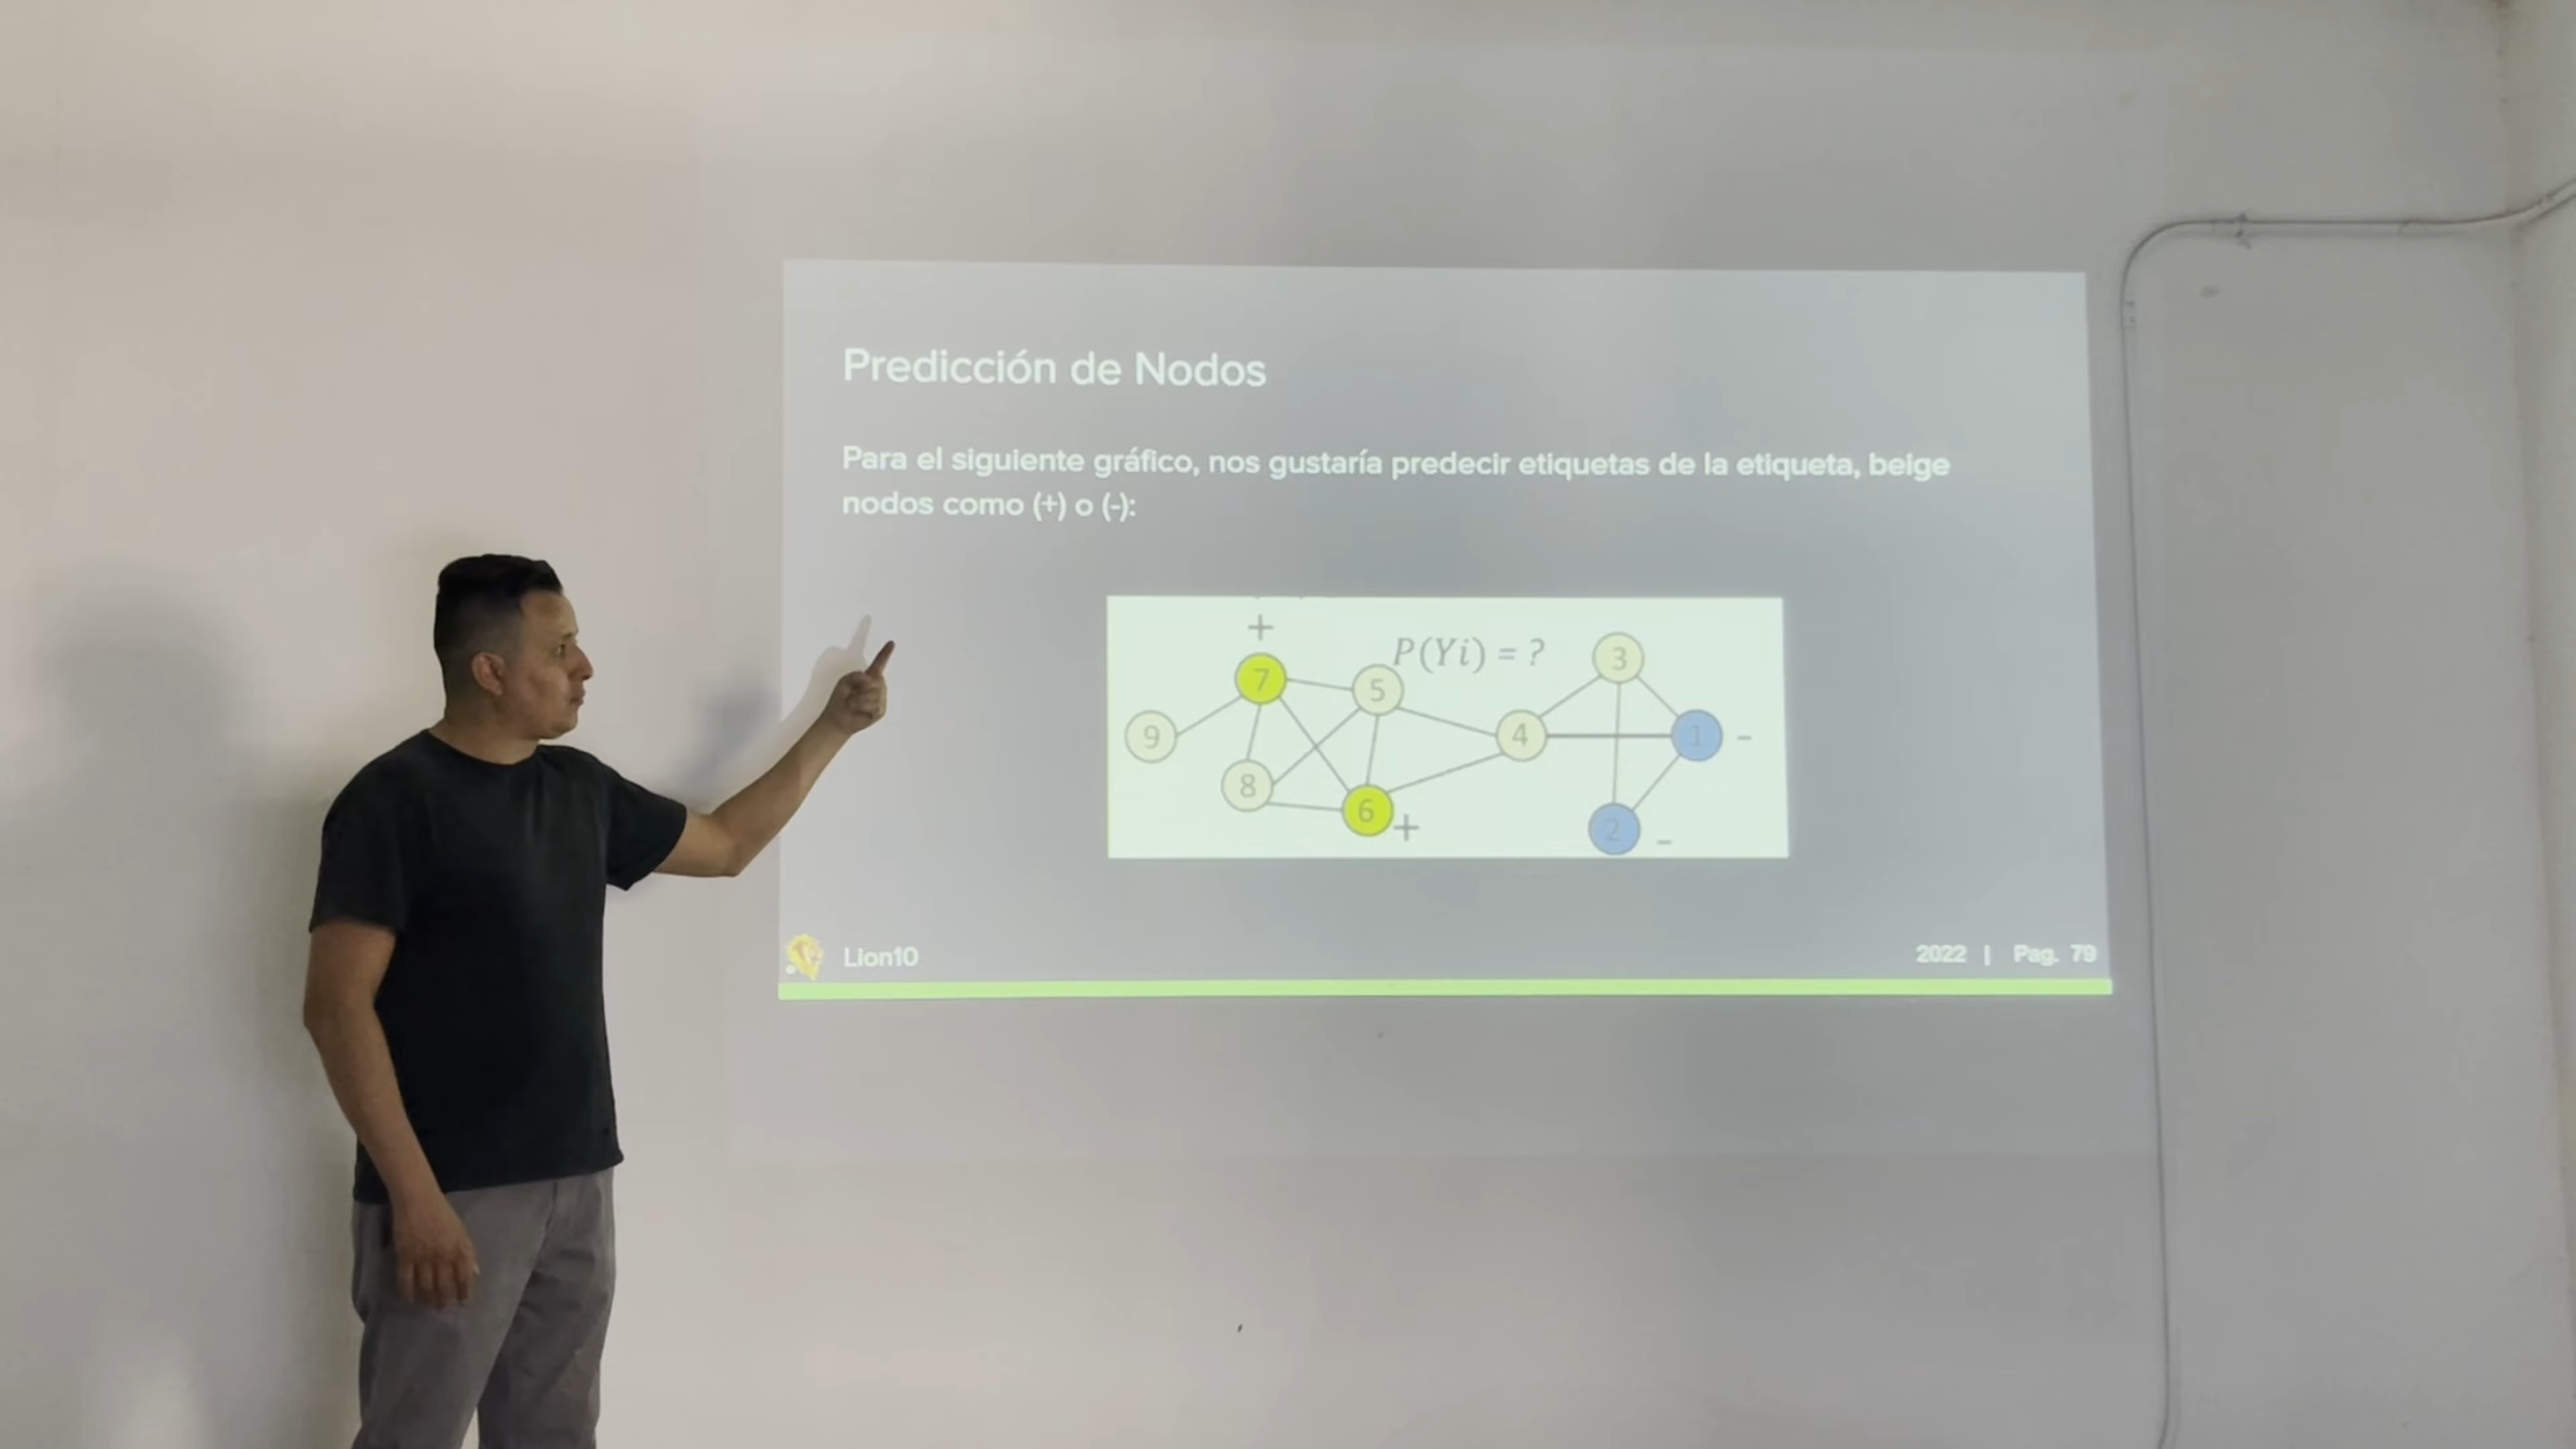 Predicción de Nodos
Para el siguiente gráfico, nos gustaría predecir etiquetas de la etiqueta, beige
nodos como (+) o (-):
+
P(Yi) = ?
3
7
5
9
4
1 -
8
6 +
2 -
Lion10
2022 | Pag. 79